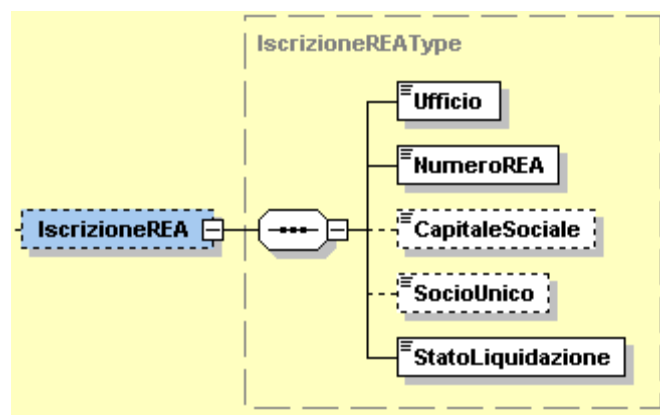 IscrizioneREAType
Ufficio
NumeroREA
IscrizioneREA
CapitaleSociale
SocioUnico
StatoLiquidazione